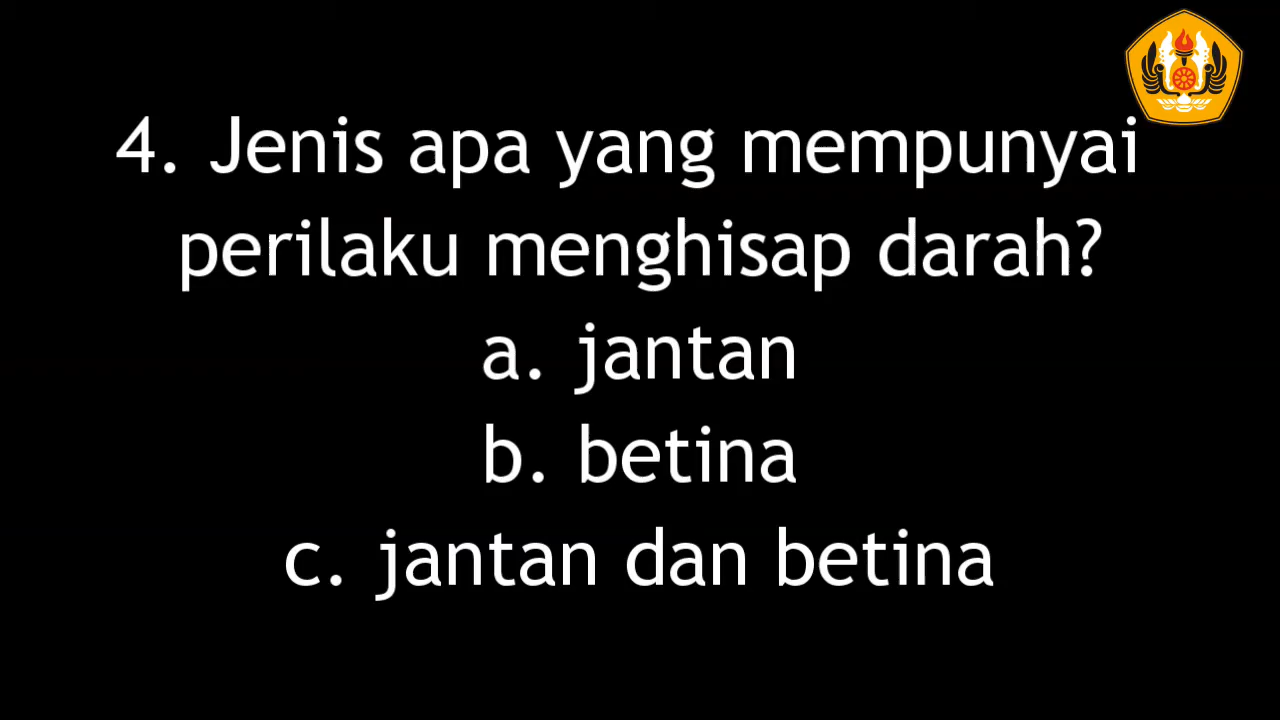 4. Jenis apa yang mempunyai
perilaku menghisap darah?
a. jantan
b. betina
c. jantan dan betina